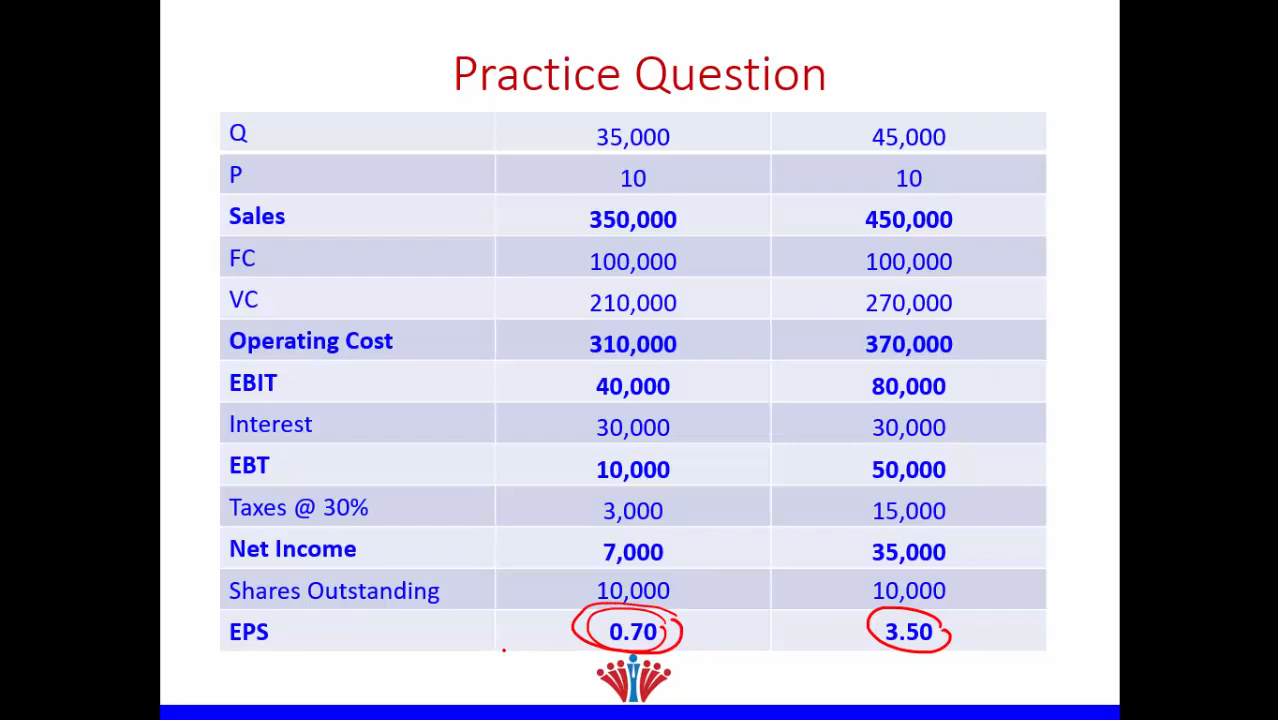 Practice Question
Q 35,000 45,000
P 10 10
Sales 350,000 450,000
FC 100,000 100,000
VC 210,000 270,000
Operating Cost 310,000 370,000
EBIT 40,000 80,000
Interest 30,000 30,000
EBT 10,000 50,000
Taxes @ 30% 3,000 15,000
Net Income 7,000 35,000
Shares Outstanding 10,000 10,000
EPS 0.70 3.50